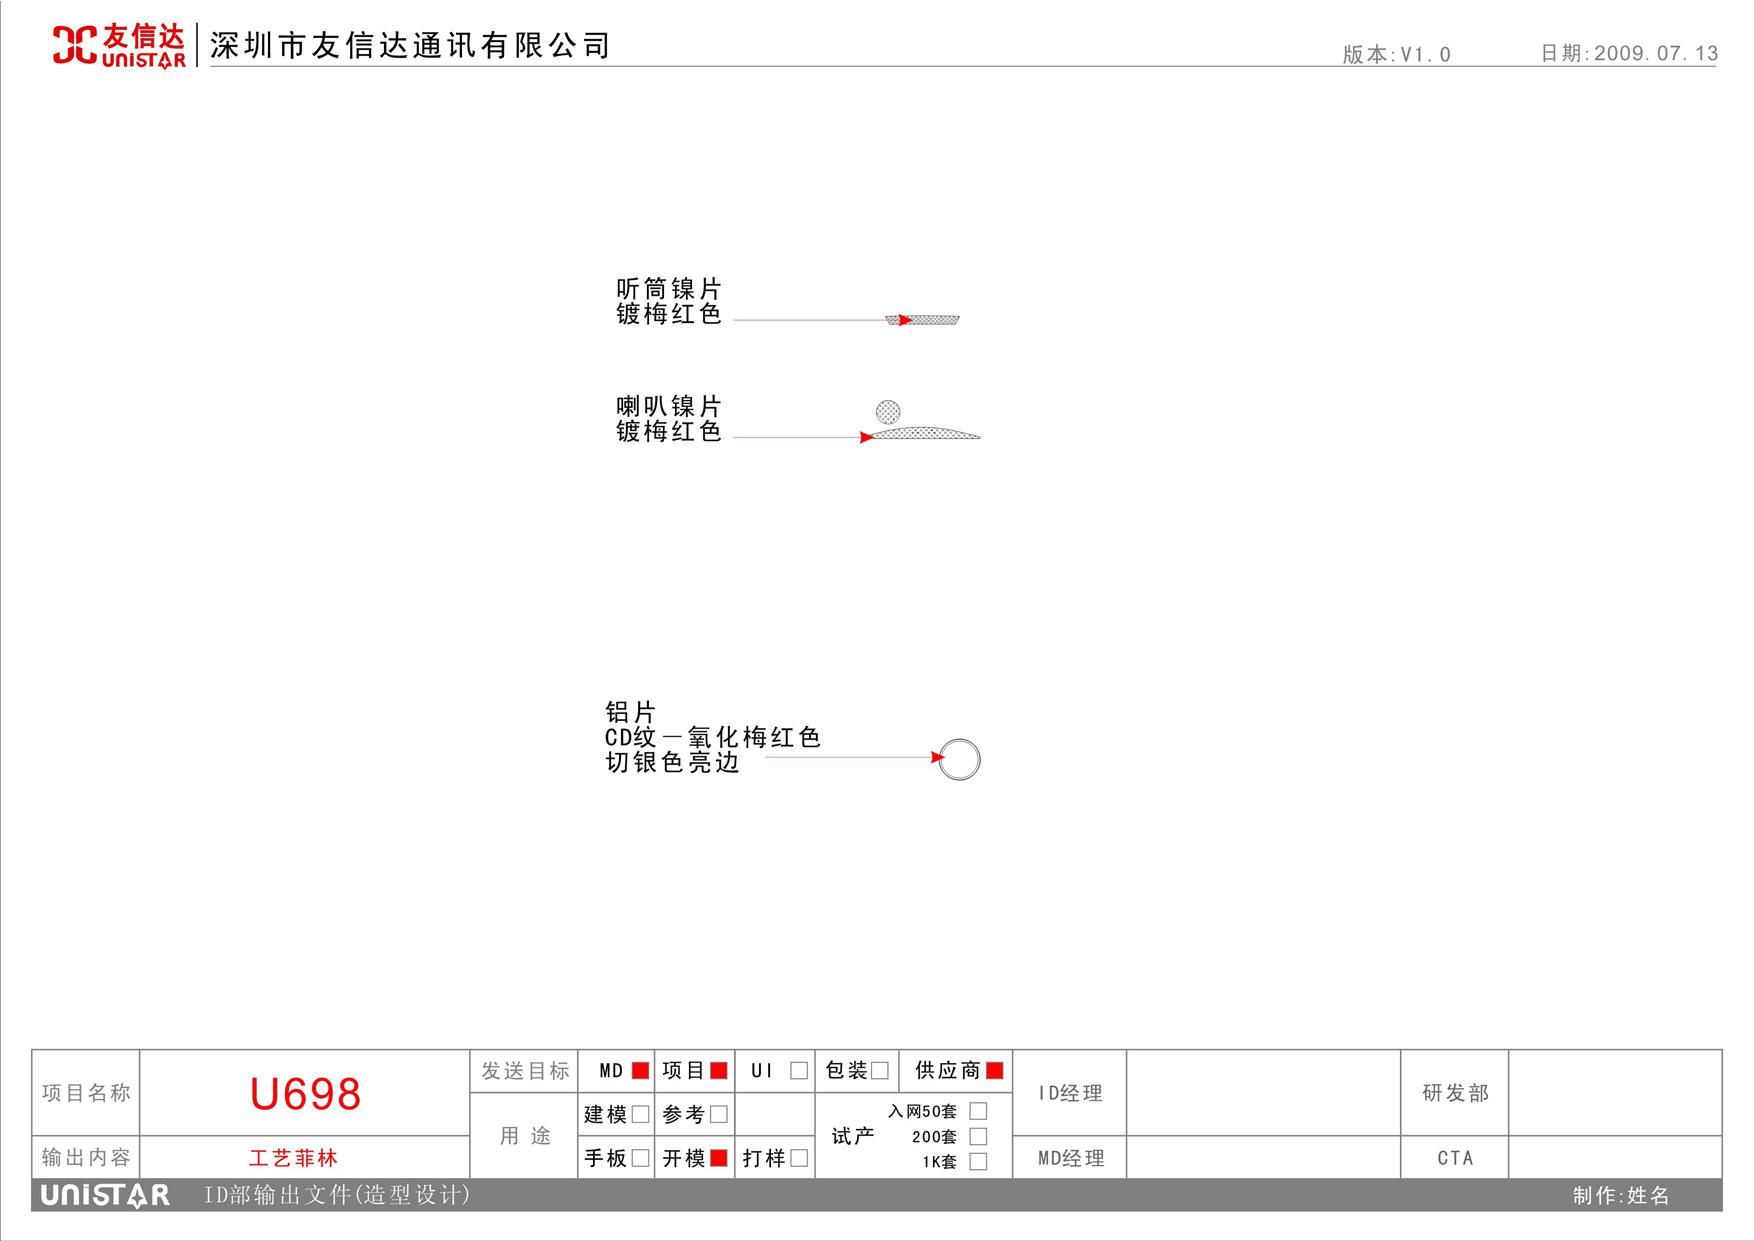 友信达
UNISTAR
深圳市友信达通讯有限公司
版本:V1.0
日期:2009.07.13
听筒镍片
镀梅红色
喇叭镍片
镀梅红色
铝片
CD纹－氧化梅红色
切银色亮边
项目名称
U698
输出内容
工艺菲林
发送目标
MD
项目
UI
包装
供应商
用 途
建模
参考
手板
开模
打样
试产
入网50套
200套
1K套
ID经理
研发部
MD经理
CTA
UNISTAR
ID部输出文件(造型设计)
制作:姓名